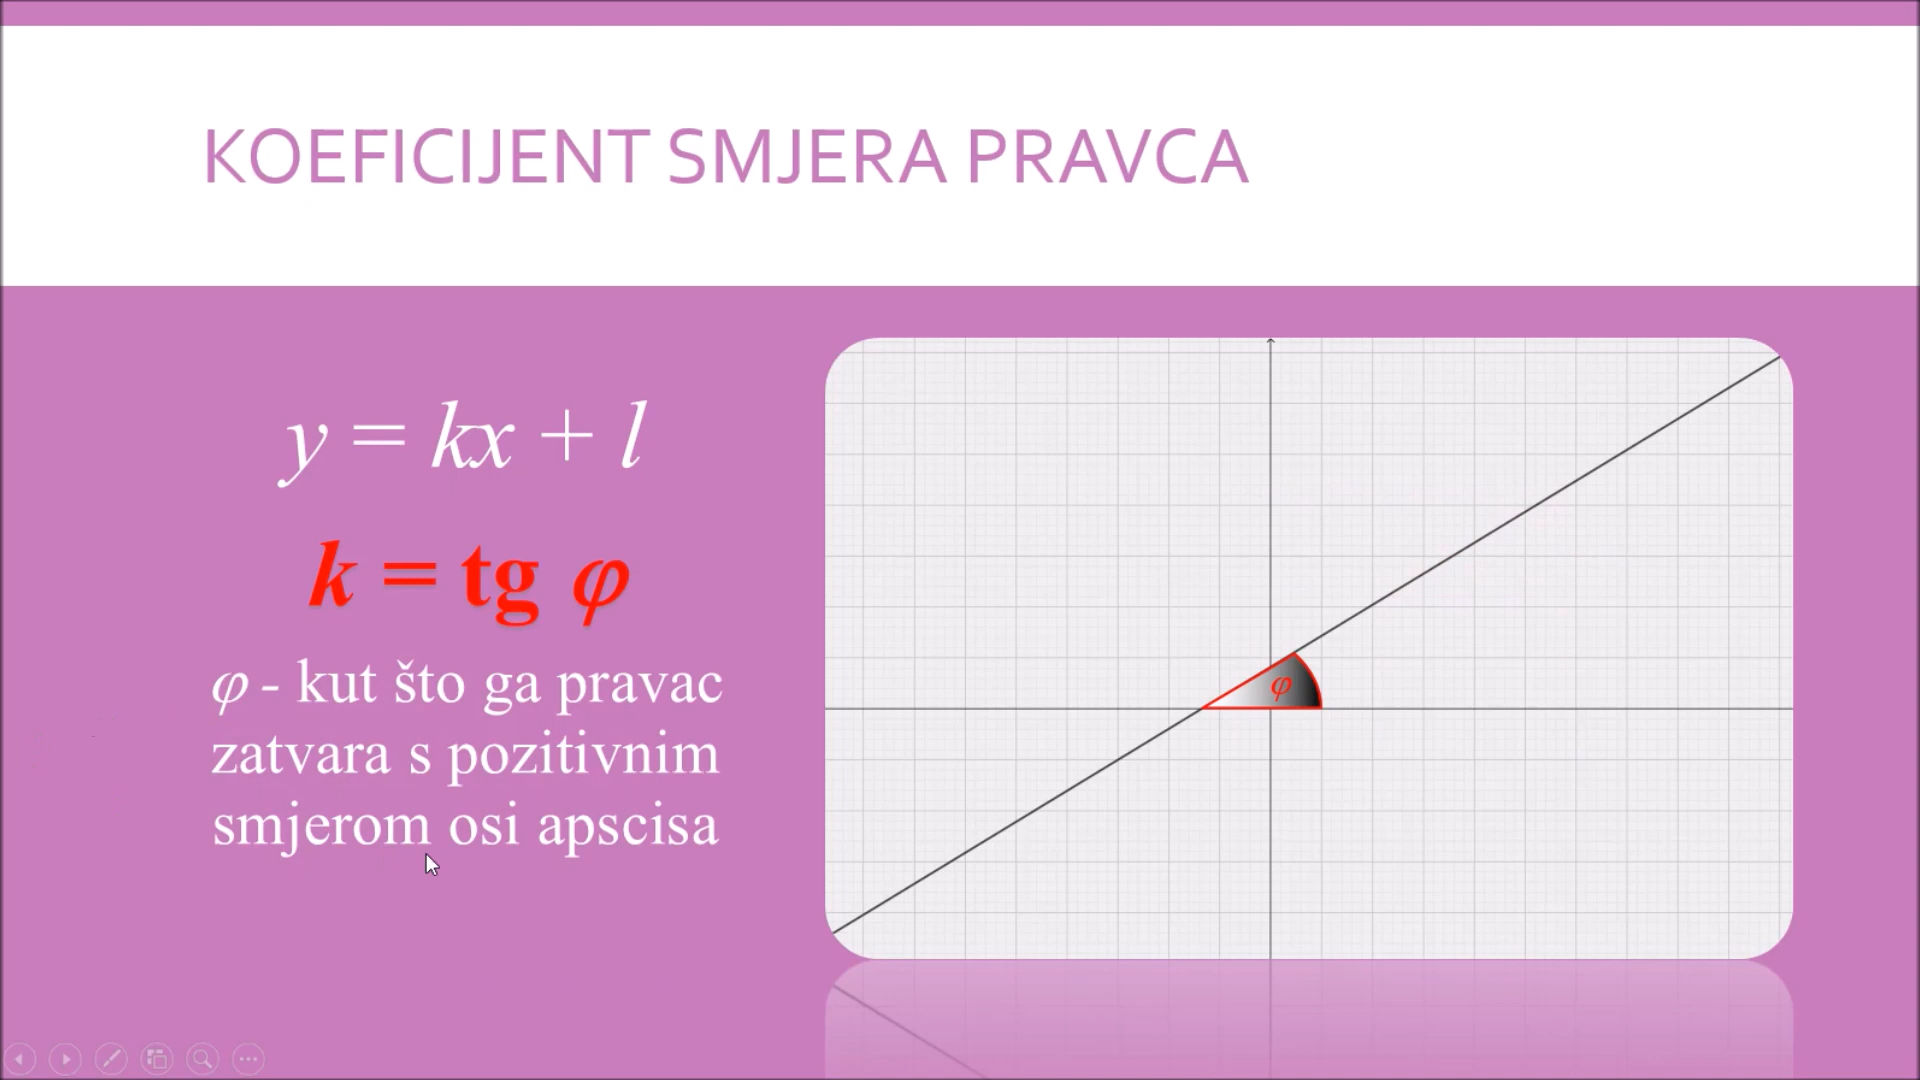 KOEFICIJENT SMJERA PRAVCA
y = kx + l
k = tg φ
φ - kut što ga pravac
zatvara s pozitivnim
smjerom osi apscisa
φ